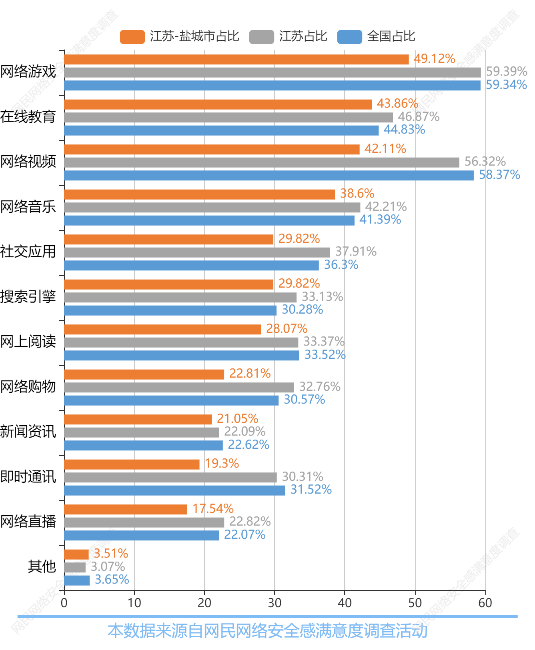 江苏-盐城市占比 江苏占比 全国占比
网络游戏 49.12% 59.39% 59.34%
在线教育 43.86% 46.87% 44.83%
网络视频 42.11% 56.32% 58.37%
网络音乐 38.6% 42.21% 41.39%
社交应用 29.82% 37.91% 36.3%
搜索引擎 29.82% 33.13% 30.28%
网上阅读 28.07% 33.37% 33.52%
网络购物 22.81% 32.76% 30.57%
新闻资讯 21.05% 22.09% 22.62%
即时通讯 19.3% 30.31% 31.52%
网络直播 17.54% 22.82% 22.07%
其他 3.51% 3.07% 3.65%
0 10 20 30 40 50 60
本数据来源自网民网络安全感满意度调查活动